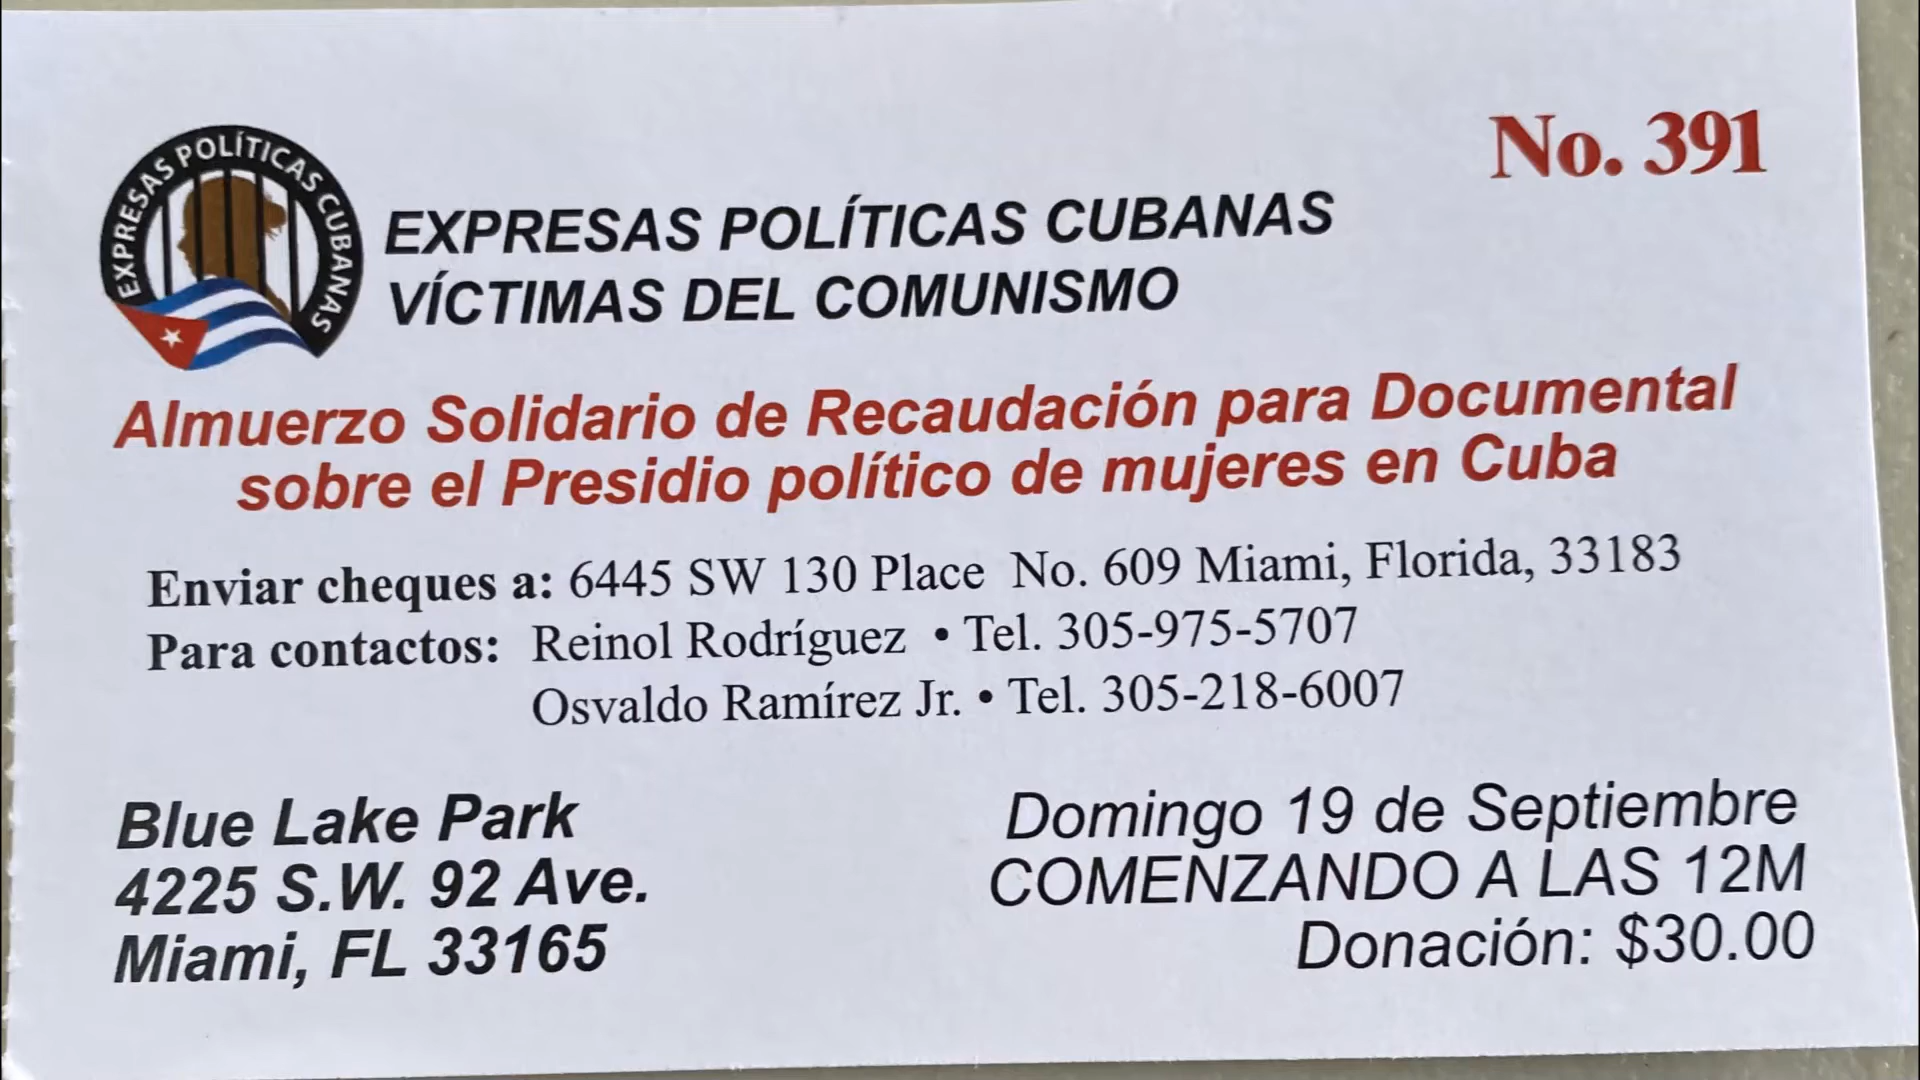 No. 391
EXPRESAS POLÍTICAS CUBANAS
EXPRESAS POLÍTICAS CUBANAS
VÍCTIMAS DEL COMUNISMO
Almuerzo Solidario de Recaudación para Documental
sobre el Presidio político de mujeres en Cuba
Enviar cheques a: 6445 SW 130 Place No. 609 Miami, Florida, 33183
Para contactos: Reinol Rodríguez • Tel. 305-975-5707
Osvaldo Ramírez Jr. • Tel. 305-218-6007
Blue Lake Park
4225 S.W. 92 Ave.
Miami, FL 33165
Domingo 19 de Septiembre
COMENZANDO A LAS 12M
Donación: $30.00